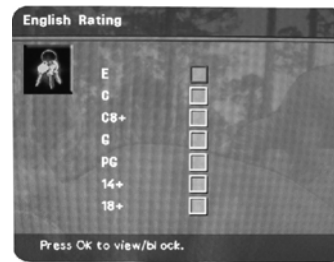 English Rating
E
C
C8+
G
PG
14+
18+
Press OK to view/block.